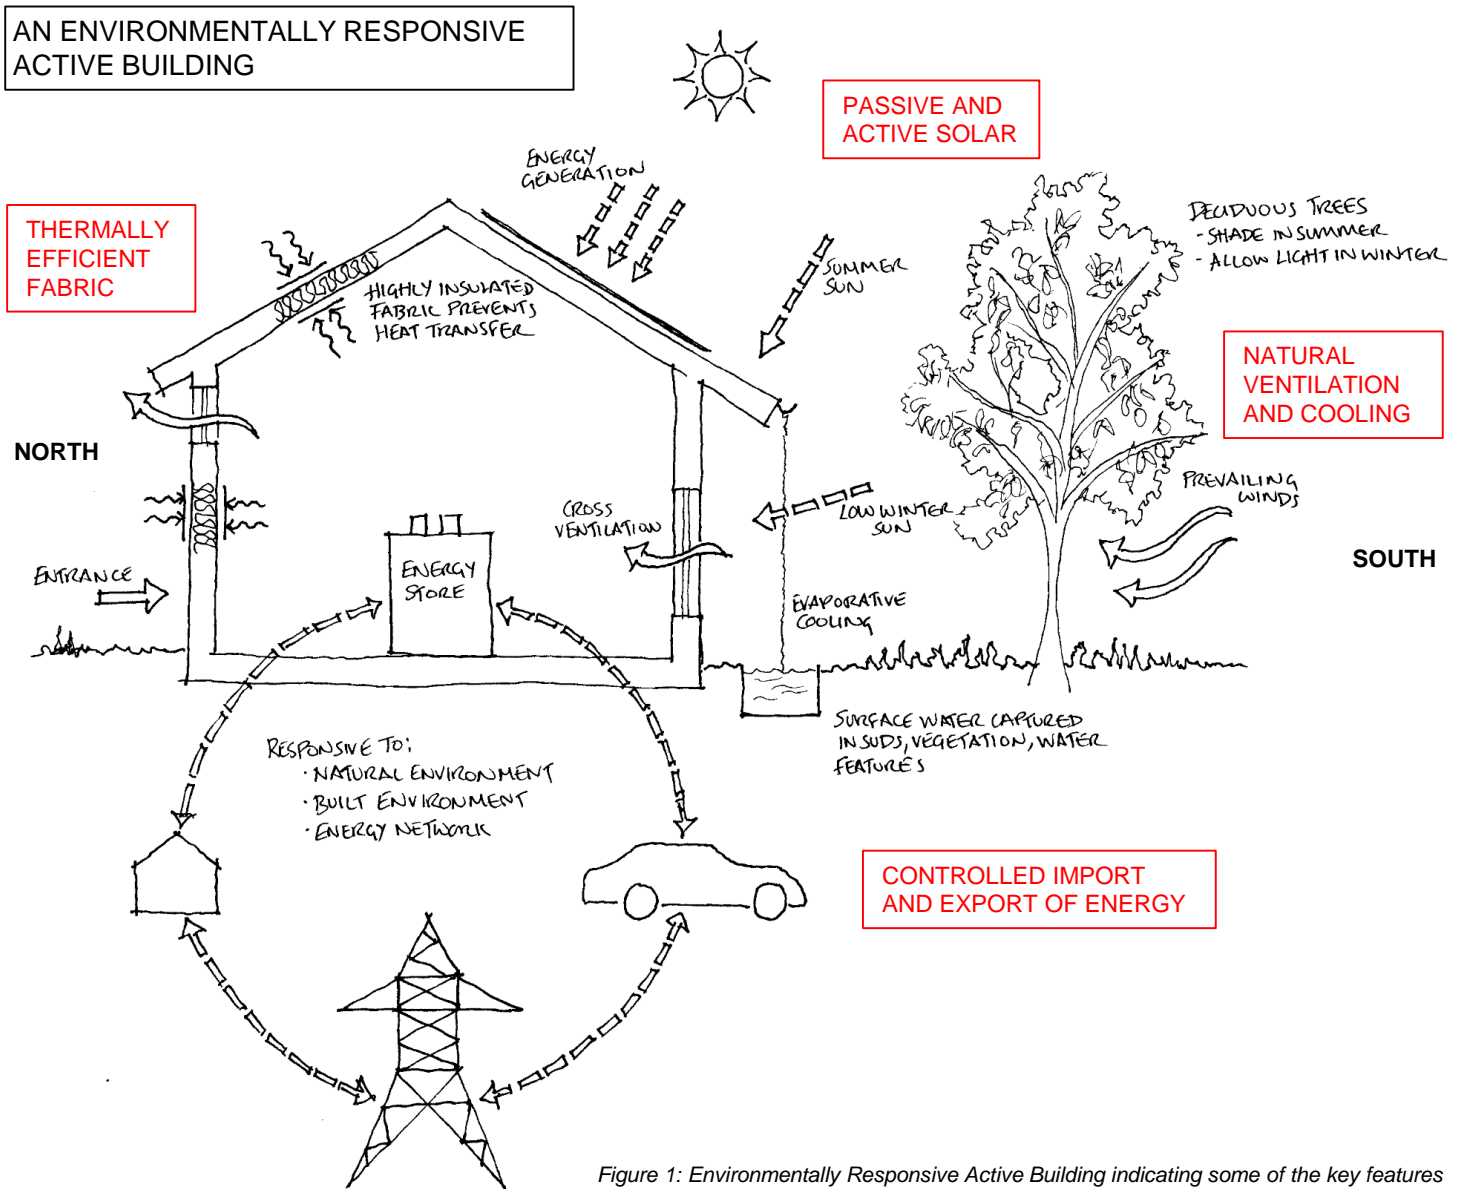 AN ENVIRONMENTALLY RESPONSIVE
ACTIVE BUILDING
PASSIVE AND
ACTIVE SOLAR
ENERGY
GENERATION
THERMALLY
EFFICIENT
FABRIC
DECIDUOUS TREES
- SHADE IN SUMMER
- ALLOW LIGHT IN WINTER
SUMMER
SUN
HIGHLY INSULATED
FABRIC PREVENTS
HEAT TRANSFER
NATURAL
VENTILATION
AND COOLING
NORTH
PREVAILING
WINDS
CROSS
VENTILATION
LOW WINTER
SUN
SOUTH
ENTRANCE
ENERGY
STORE
EVAPORATIVE
COOLING
SURFACE WATER CAPTURED
IN SUDS, VEGETATION, WATER
FEATURES
RESPONSIVE TO:
· NATURAL ENVIRONMENT
· BUILT ENVIRONMENT
· ENERGY NETWORK
CONTROLLED IMPORT
AND EXPORT OF ENERGY
Figure 1: Environmentally Responsive Active Building indicating some of the key features